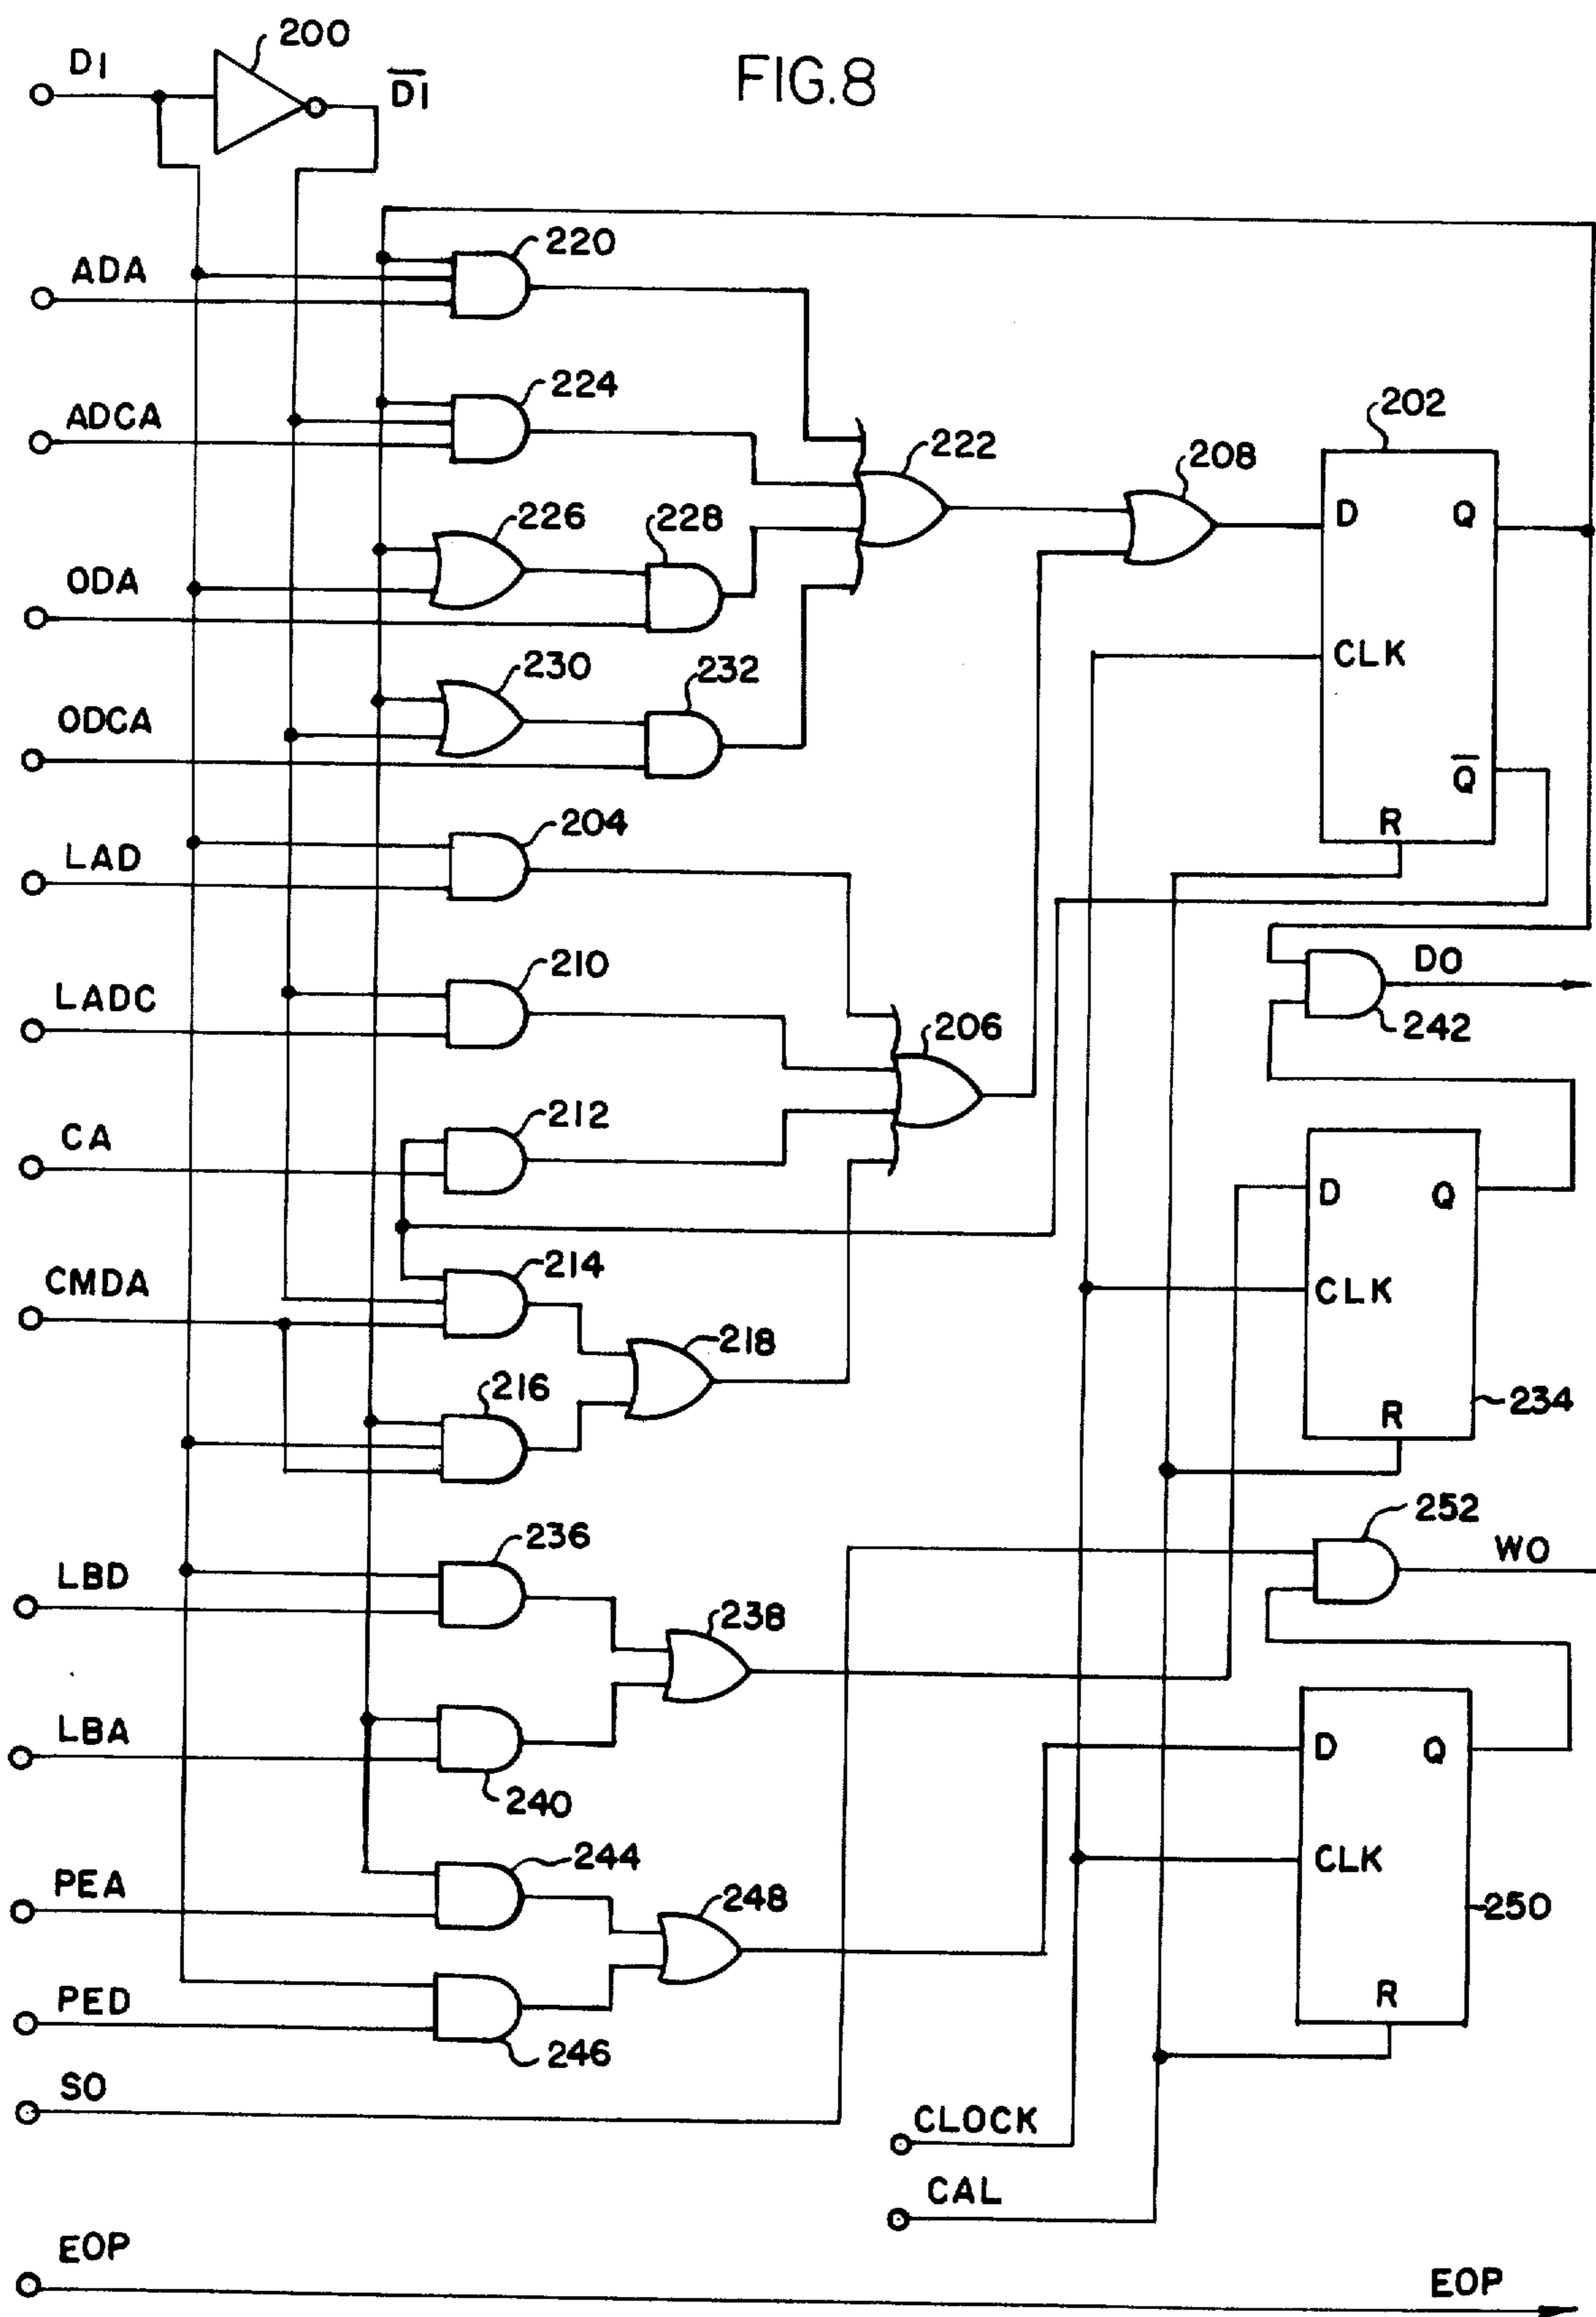 FIG.8
200
D1
D1
220
ADA
224
ADCA
202
222
208
226
228
D
Q
ODA
230
232
CLK
ODCA
Q
204
R
LAD
210
DO
LADC
206
242
212
CA
D
Q
214
CMDA
CLK
218
216
R
234
252
236
WO
LBD
238
LBA
D
Q
240
244
CLK
PEA
248
250
PED
R
246
SO
CLOCK
CAL
EOP
EOP